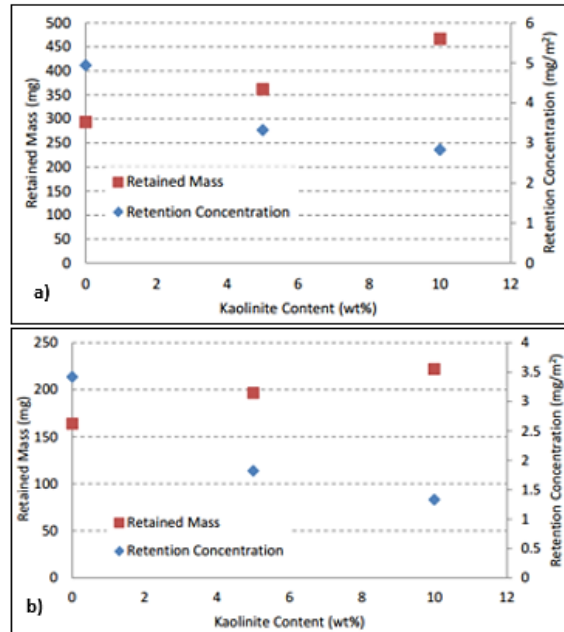 500
450
400
350
300
250
200
150
100
50
0
Retained Mass (mg)
6
5
4
3
2
1
0
Retention Concentration (mg/m²)
Retained Mass
Retention Concentration
0 2 4 6 8 10 12
a)
Kaolinite Content (wt%)
250
200
150
100
50
0
Retained Mass (mg)
4
3.5
3
2.5
2
1.5
1
0.5
0
Retention Concentration (mg/m²)
Retained Mass
Retention Concentration
0 2 4 6 8 10 12
b)
Kaolinite Content (wt%)